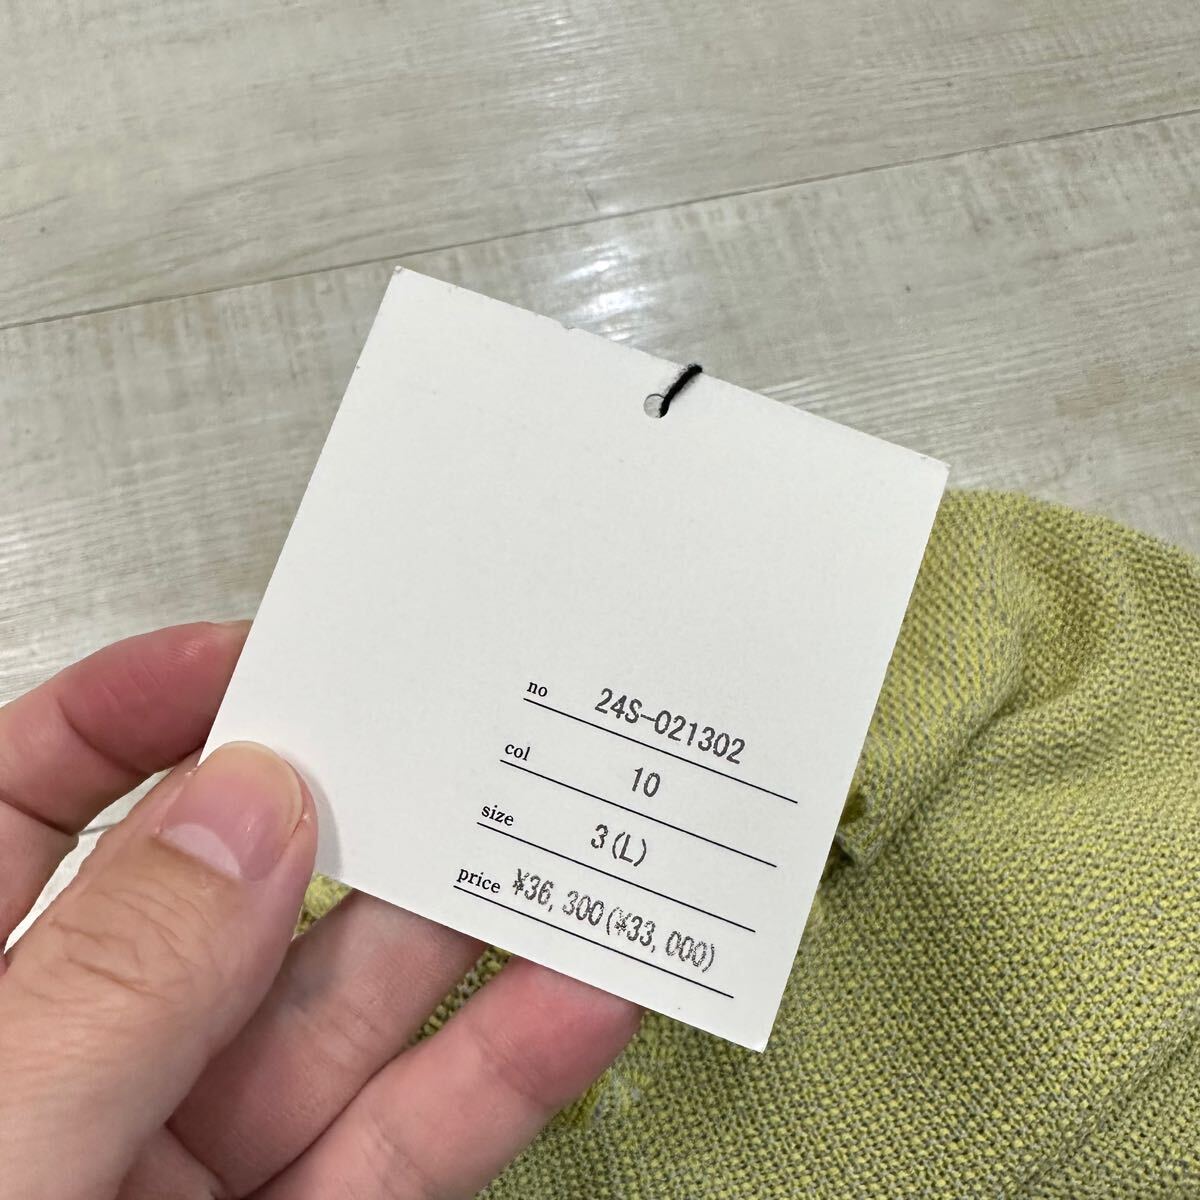 no 24S-021302
col 10
size 3(L)
price ¥36,300(¥33,000)